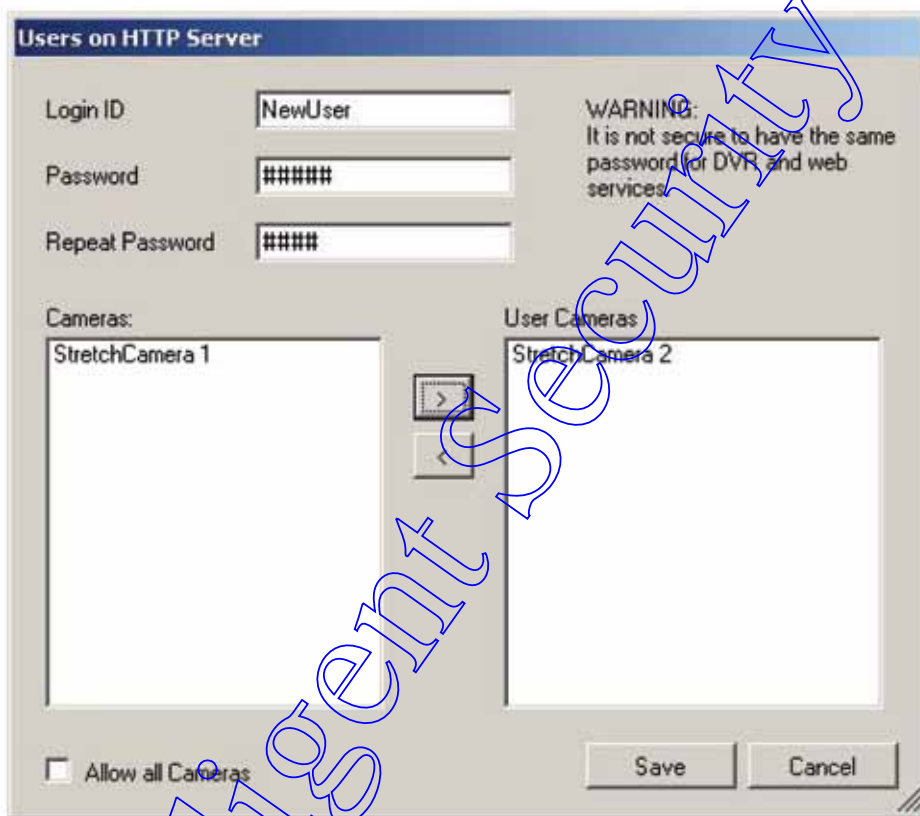 Users on HTTP Server
Login ID
NewUser
WARNING:
It is not secure to have the same
password for DVR and web
services
Password
#####
Repeat Password
####
Cameras:
User Cameras
StretchCamera 1
StretchCamera 2
>
<
Allow all Cameras
Save
Cancel
ligent Security